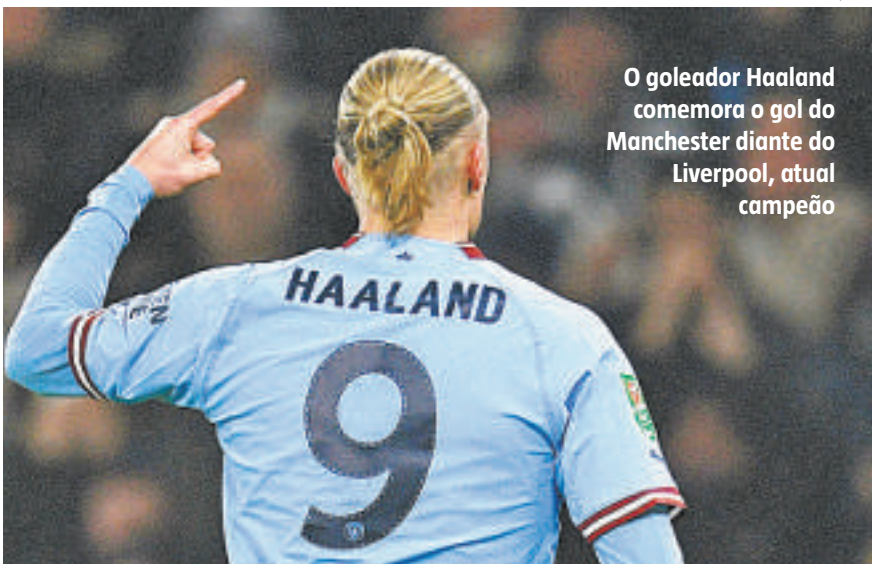 O goleador Haaland
comemora o gol do
Manchester diante do
Liverpool, atual
campeão
HAALAND
9